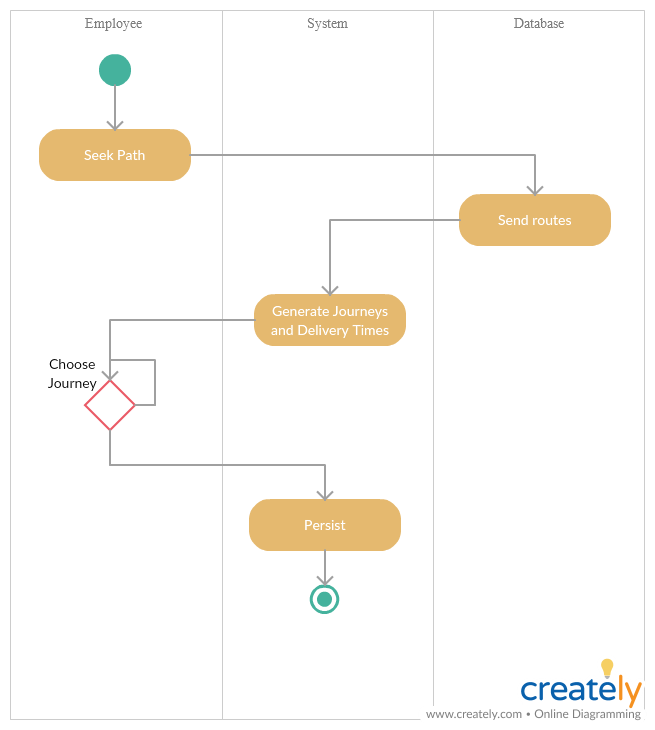 Employee
System
Database
Seek Path
Send routes
Generate Journeys
and Delivery Times
Choose
Journey
Persist
creately
www.creately.com • Online Diagramming